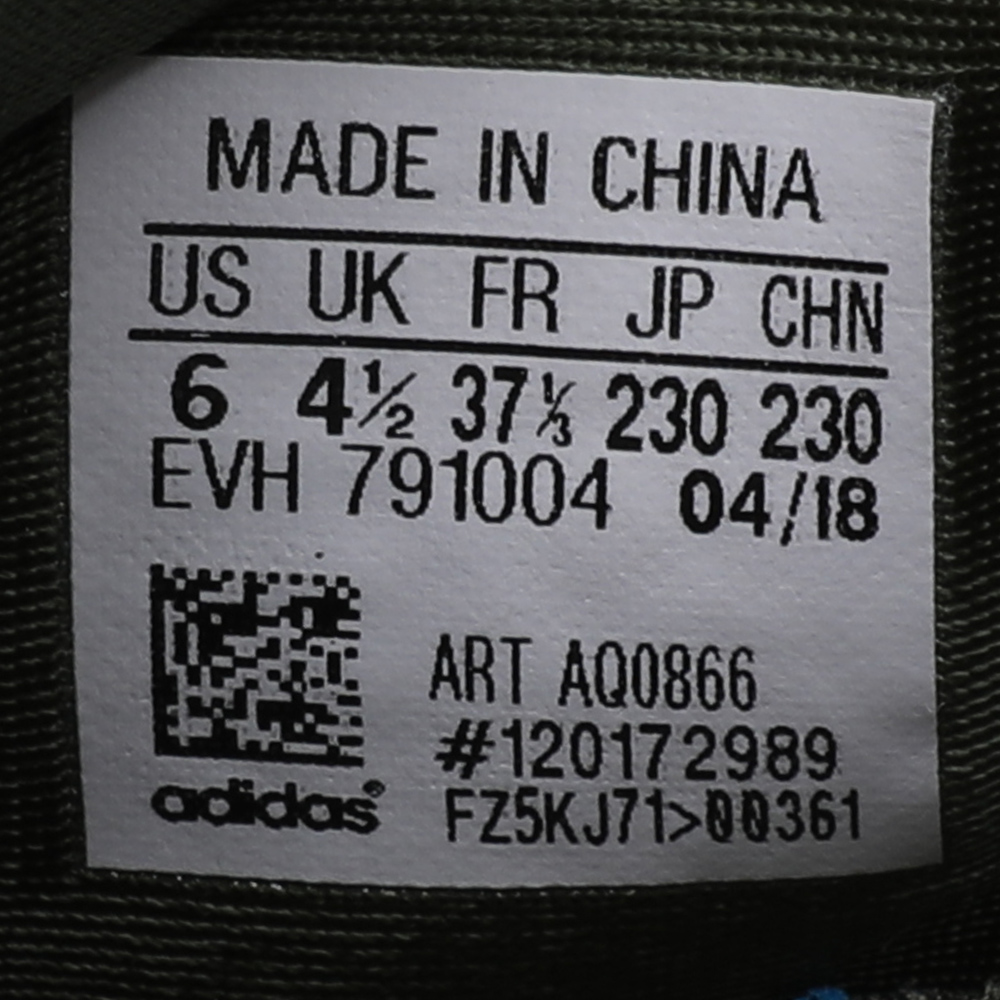 MADE IN CHINA
US UK FR JP CHN
6 4½ 37⅓ 230 230
EVH 791004 04/18
ART AQ0866
#120172989
adidas®
FZ5KJ71>00361